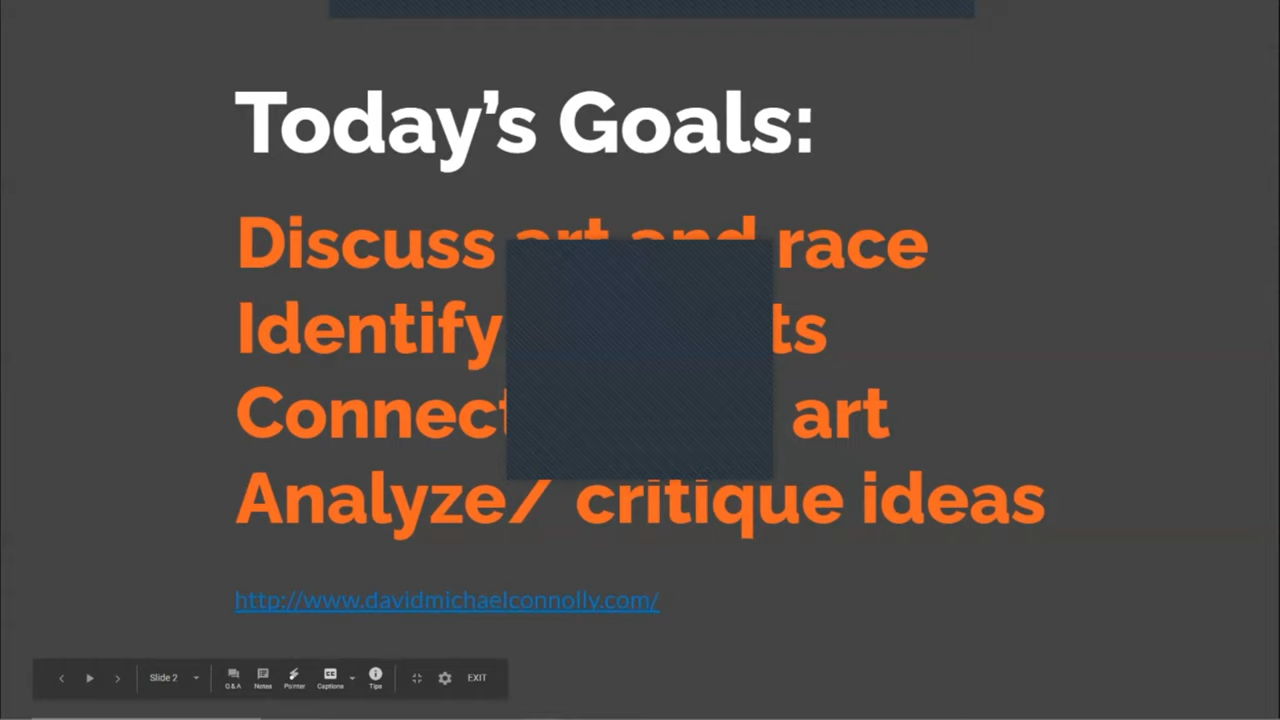 Today's Goals:
Discuss art and race
Identify
Connect art
Analyze/ critique ideas
http://www.davidmichaelconnolly.com/
Slide 2
Q & A
Notes
Pointer
Captions
Tips
EXIT